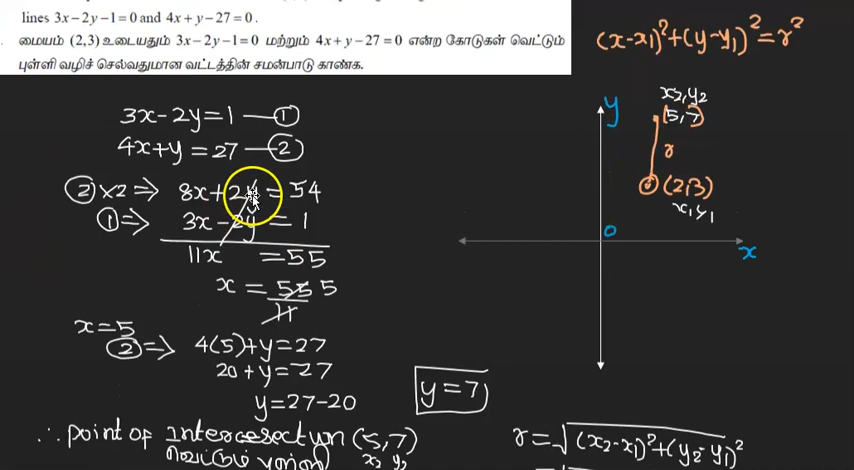 lines 3x – 2y – 1 = 0 and 4x + y – 27 = 0 .
மையம் (2,3) உடையதும் 3x – 2y – 1 = 0 மற்றும் 4x + y – 27 = 0 என்ற கோடுகள் வெட்டும்
புள்ளி வழிச் செல்வதுமான வட்டத்தின் சமன்பாடு காண்க.
(x-x₁)²+(y-y₁)²=r²
3x-2y=1 — ①
4x+y=27 — ②
②×2 => 8x+2y=54
①=> 3x-2y=1
11x =55
x = 55 5
11
x=5
②=> 4(5)+y=27
20+y=27
y=27-20
y=7
∴ point of intercesection (5,7)
வெட்டும் புள்ளி x₂ y₂
y
x₂,y₂
(5,7)
r
(2,3)
x₁,y₁
0
x
r=√(x₂-x₁)²+(y₂-y₁)²